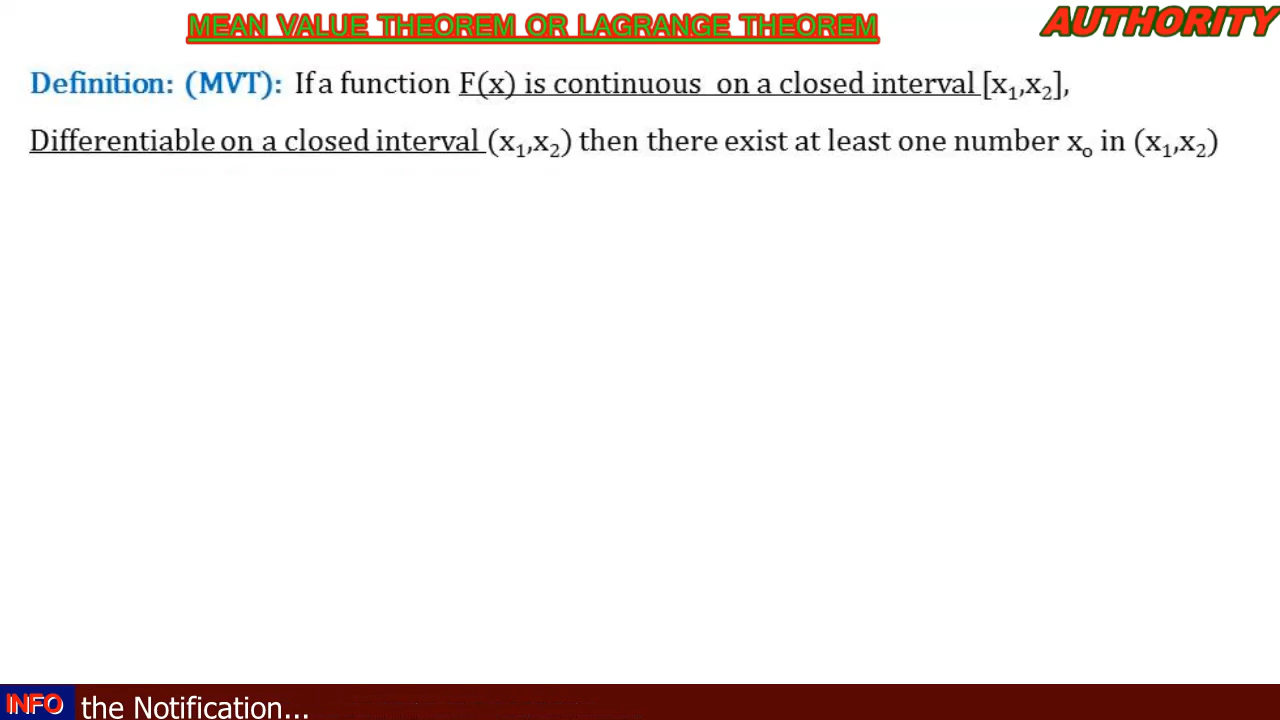 MEAN VALUE THEOREM OR LAGRANGE THEOREM
AUTHORITY
Definition: (MVT): If a function F(x) is continuous on a closed interval [x₁,x₂],
Differentiable on a closed interval (x₁,x₂) then there exist at least one number xₒ in (x₁,x₂)
INFO the Notification...